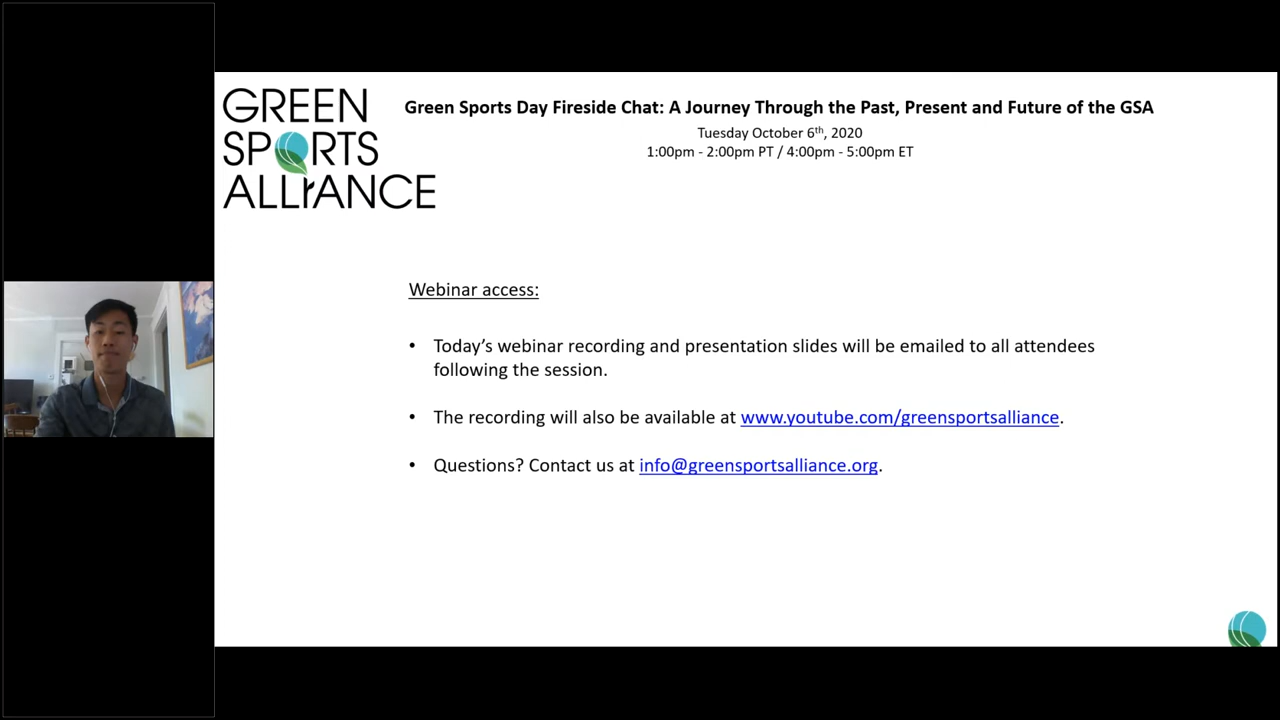 GREEN
SPORTS
ALLIANCE
Green Sports Day Fireside Chat: A Journey Through the Past, Present and Future of the GSA
Tuesday October 6th, 2020
1:00pm - 2:00pm PT / 4:00pm - 5:00pm ET
Webinar access:
• Today's webinar recording and presentation slides will be emailed to all attendees
following the session.
• The recording will also be available at www.youtube.com/greensportsalliance.
• Questions? Contact us at info@greensportsalliance.org.